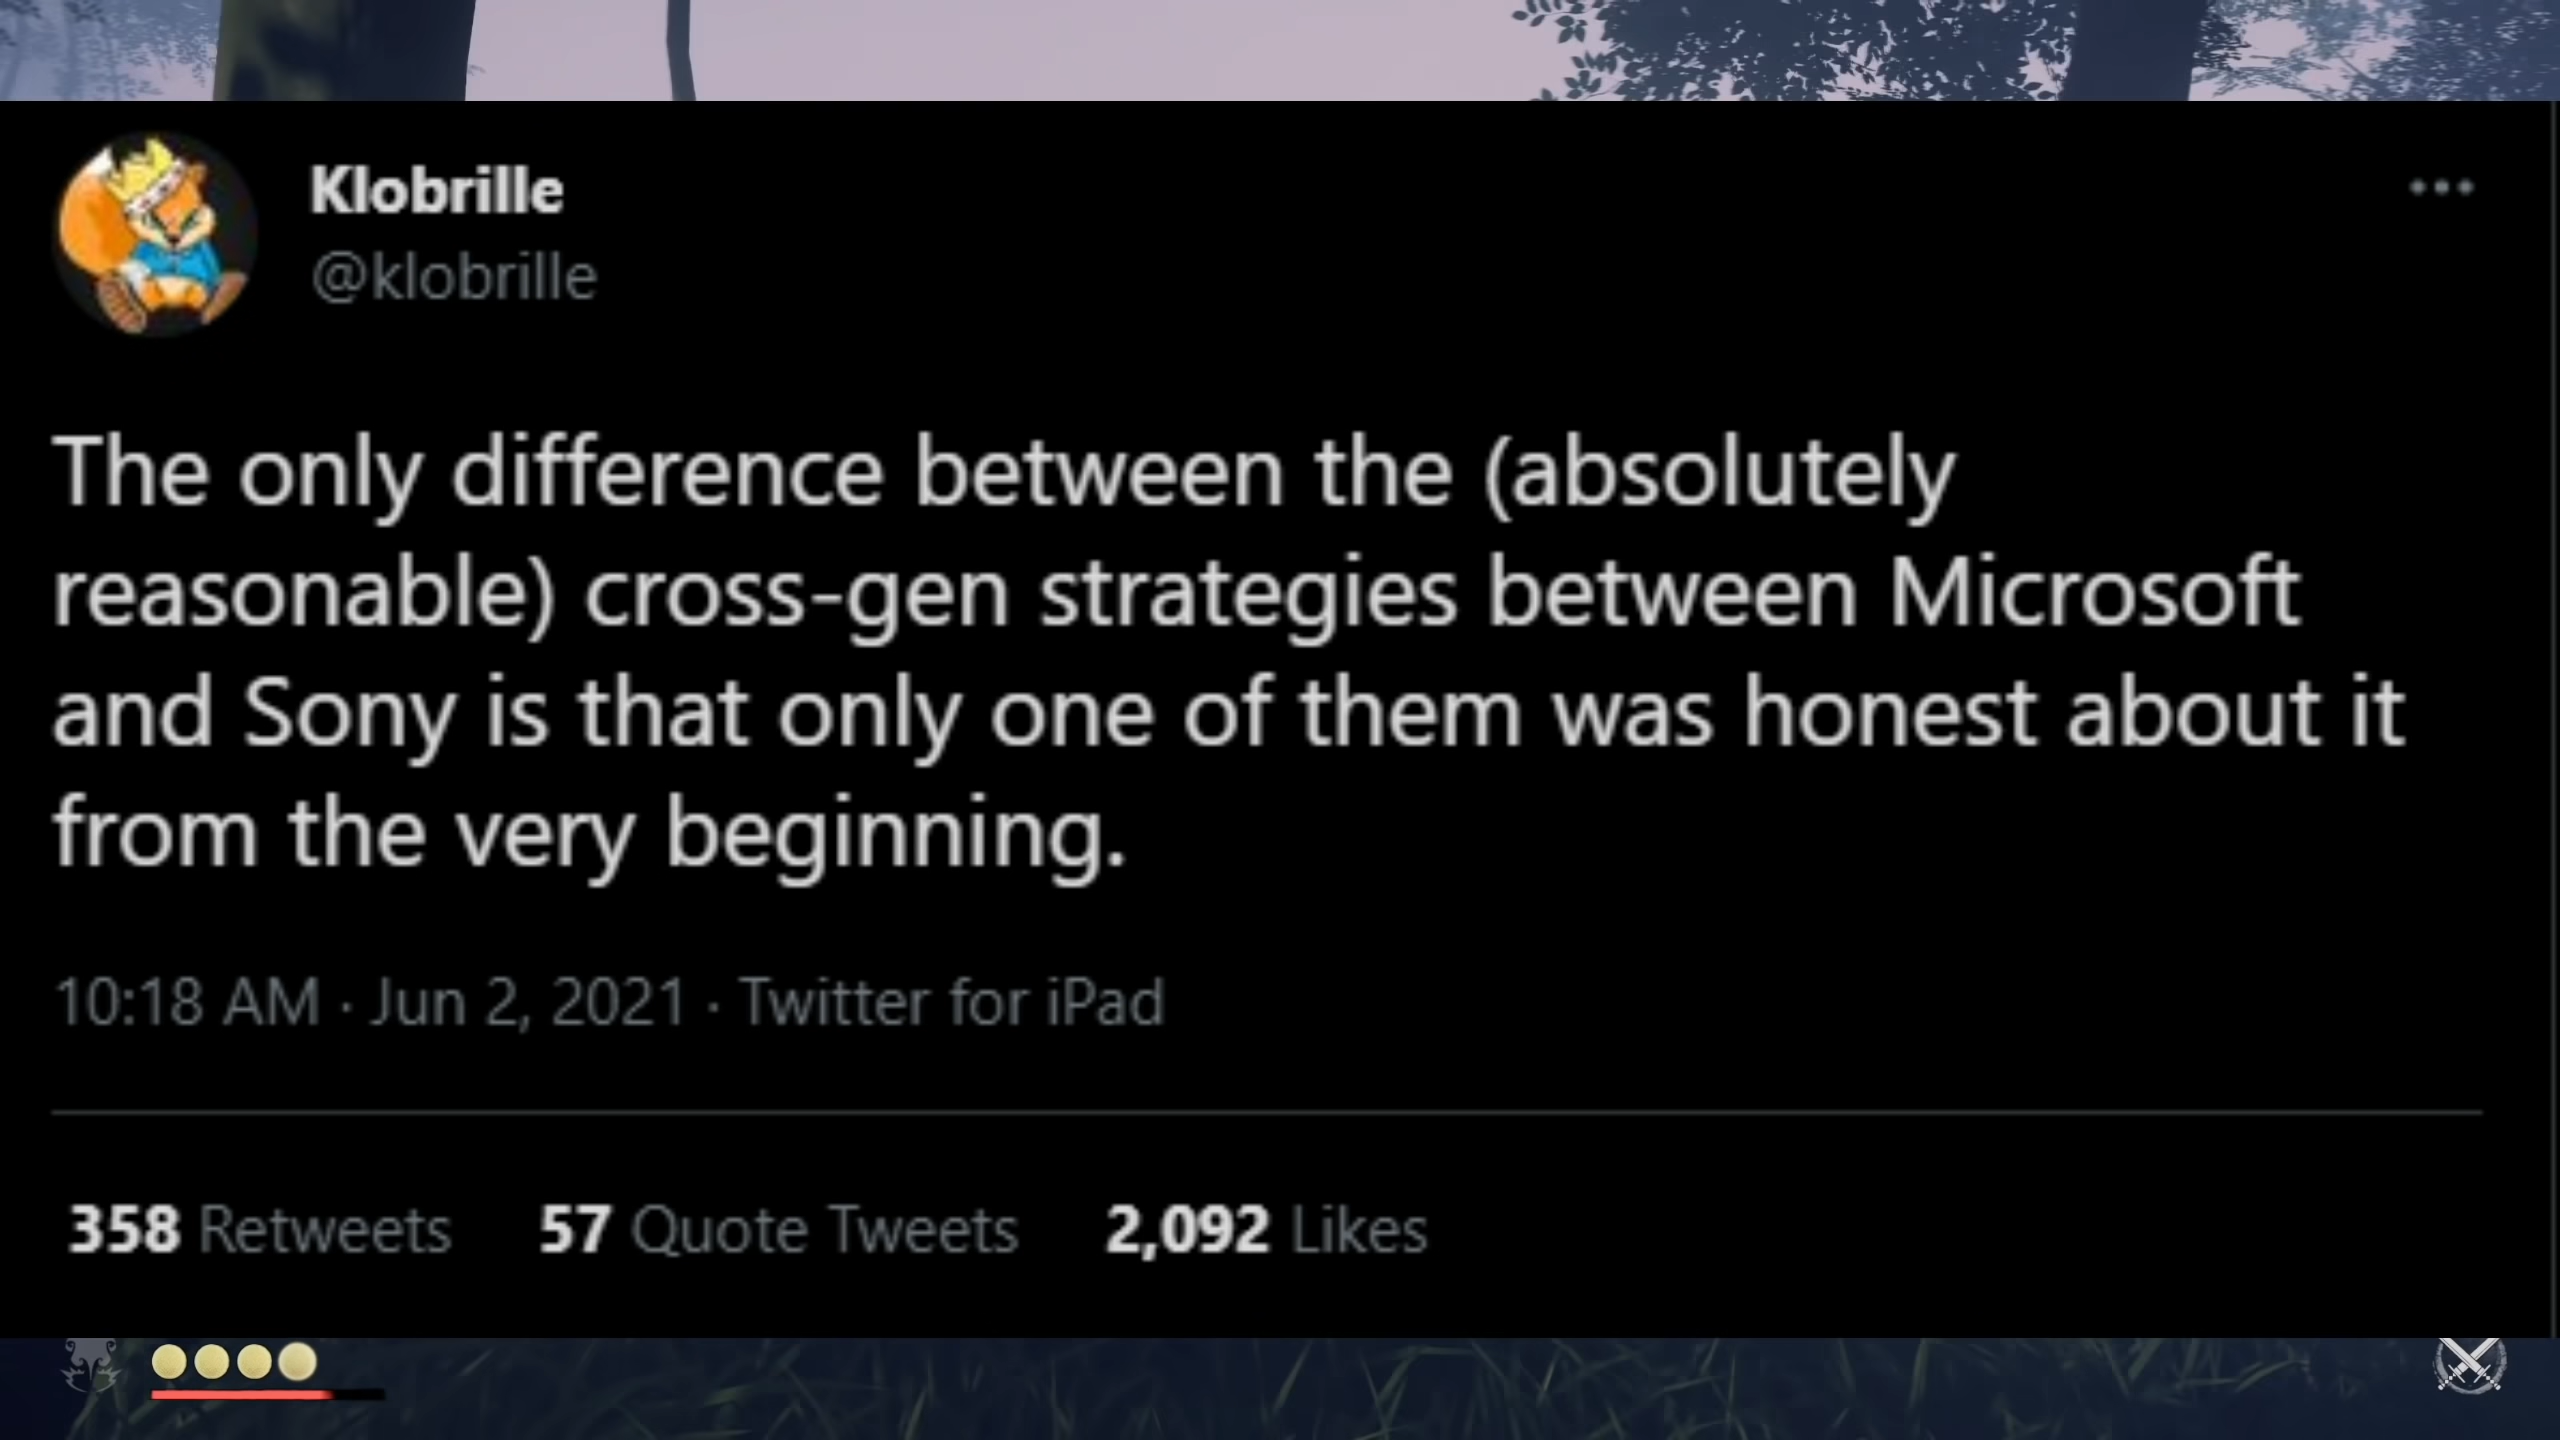 Klobrille
@klobrille
The only difference between the (absolutely
reasonable) cross-gen strategies between Microsoft
and Sony is that only one of them was honest about it
from the very beginning.
10:18 AM · Jun 2, 2021 · Twitter for iPad
358 Retweets 57 Quote Tweets 2,092 Likes